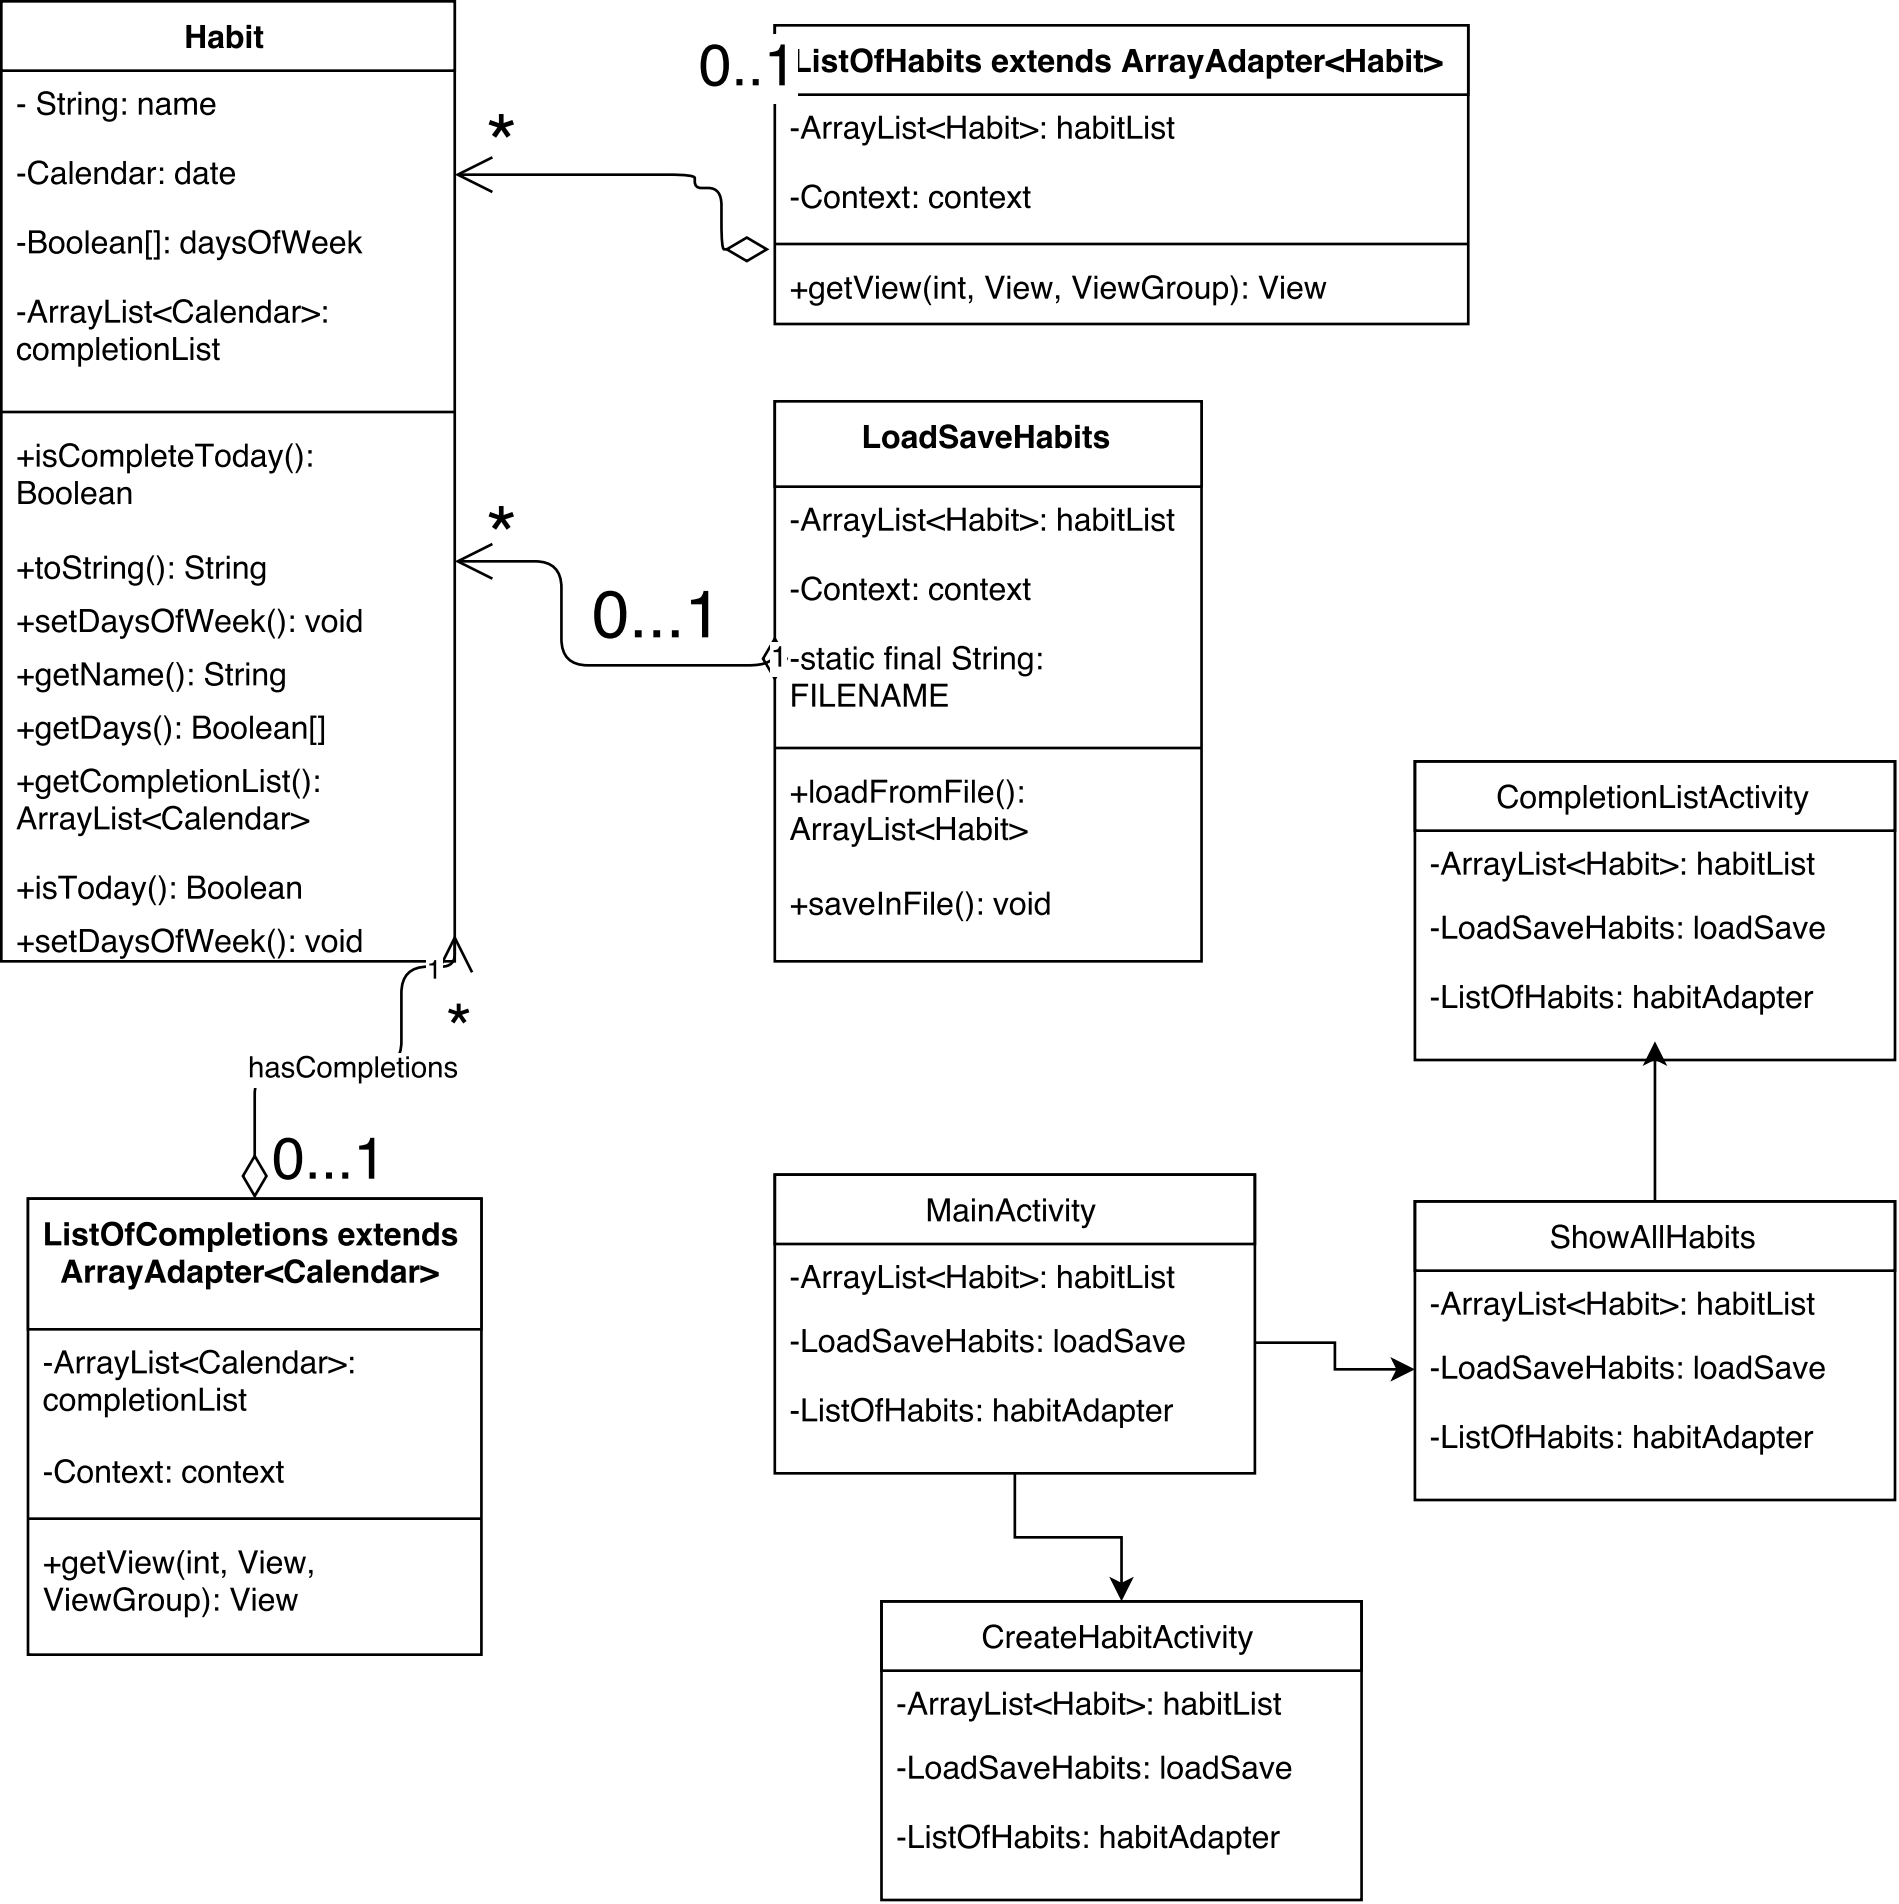 Habit
- String: name
-Calendar: date
-Boolean[]: daysOfWeek
-ArrayList<Calendar>:
completionList
+isCompleteToday():
Boolean
+toString(): String
+setDaysOfWeek(): void
+getName(): String
+getDays(): Boolean[]
+getCompletionList():
ArrayList<Calendar>
+isToday(): Boolean
+setDaysOfWeek(): void
*
0..1
ListOfHabits extends ArrayAdapter<Habit>
-ArrayList<Habit>: habitList
-Context: context
+getView(int, View, ViewGroup): View
*
0...1
1
LoadSaveHabits
-ArrayList<Habit>: habitList
-Context: context
-static final String:
FILENAME
+loadFromFile():
ArrayList<Habit>
+saveInFile(): void
1
*
hasCompletions
0...1
ListOfCompletions extends
ArrayAdapter<Calendar>
-ArrayList<Calendar>:
completionList
-Context: context
+getView(int, View,
ViewGroup): View
CompletionListActivity
-ArrayList<Habit>: habitList
-LoadSaveHabits: loadSave
-ListOfHabits: habitAdapter
MainActivity
-ArrayList<Habit>: habitList
-LoadSaveHabits: loadSave
-ListOfHabits: habitAdapter
ShowAllHabits
-ArrayList<Habit>: habitList
-LoadSaveHabits: loadSave
-ListOfHabits: habitAdapter
CreateHabitActivity
-ArrayList<Habit>: habitList
-LoadSaveHabits: loadSave
-ListOfHabits: habitAdapter